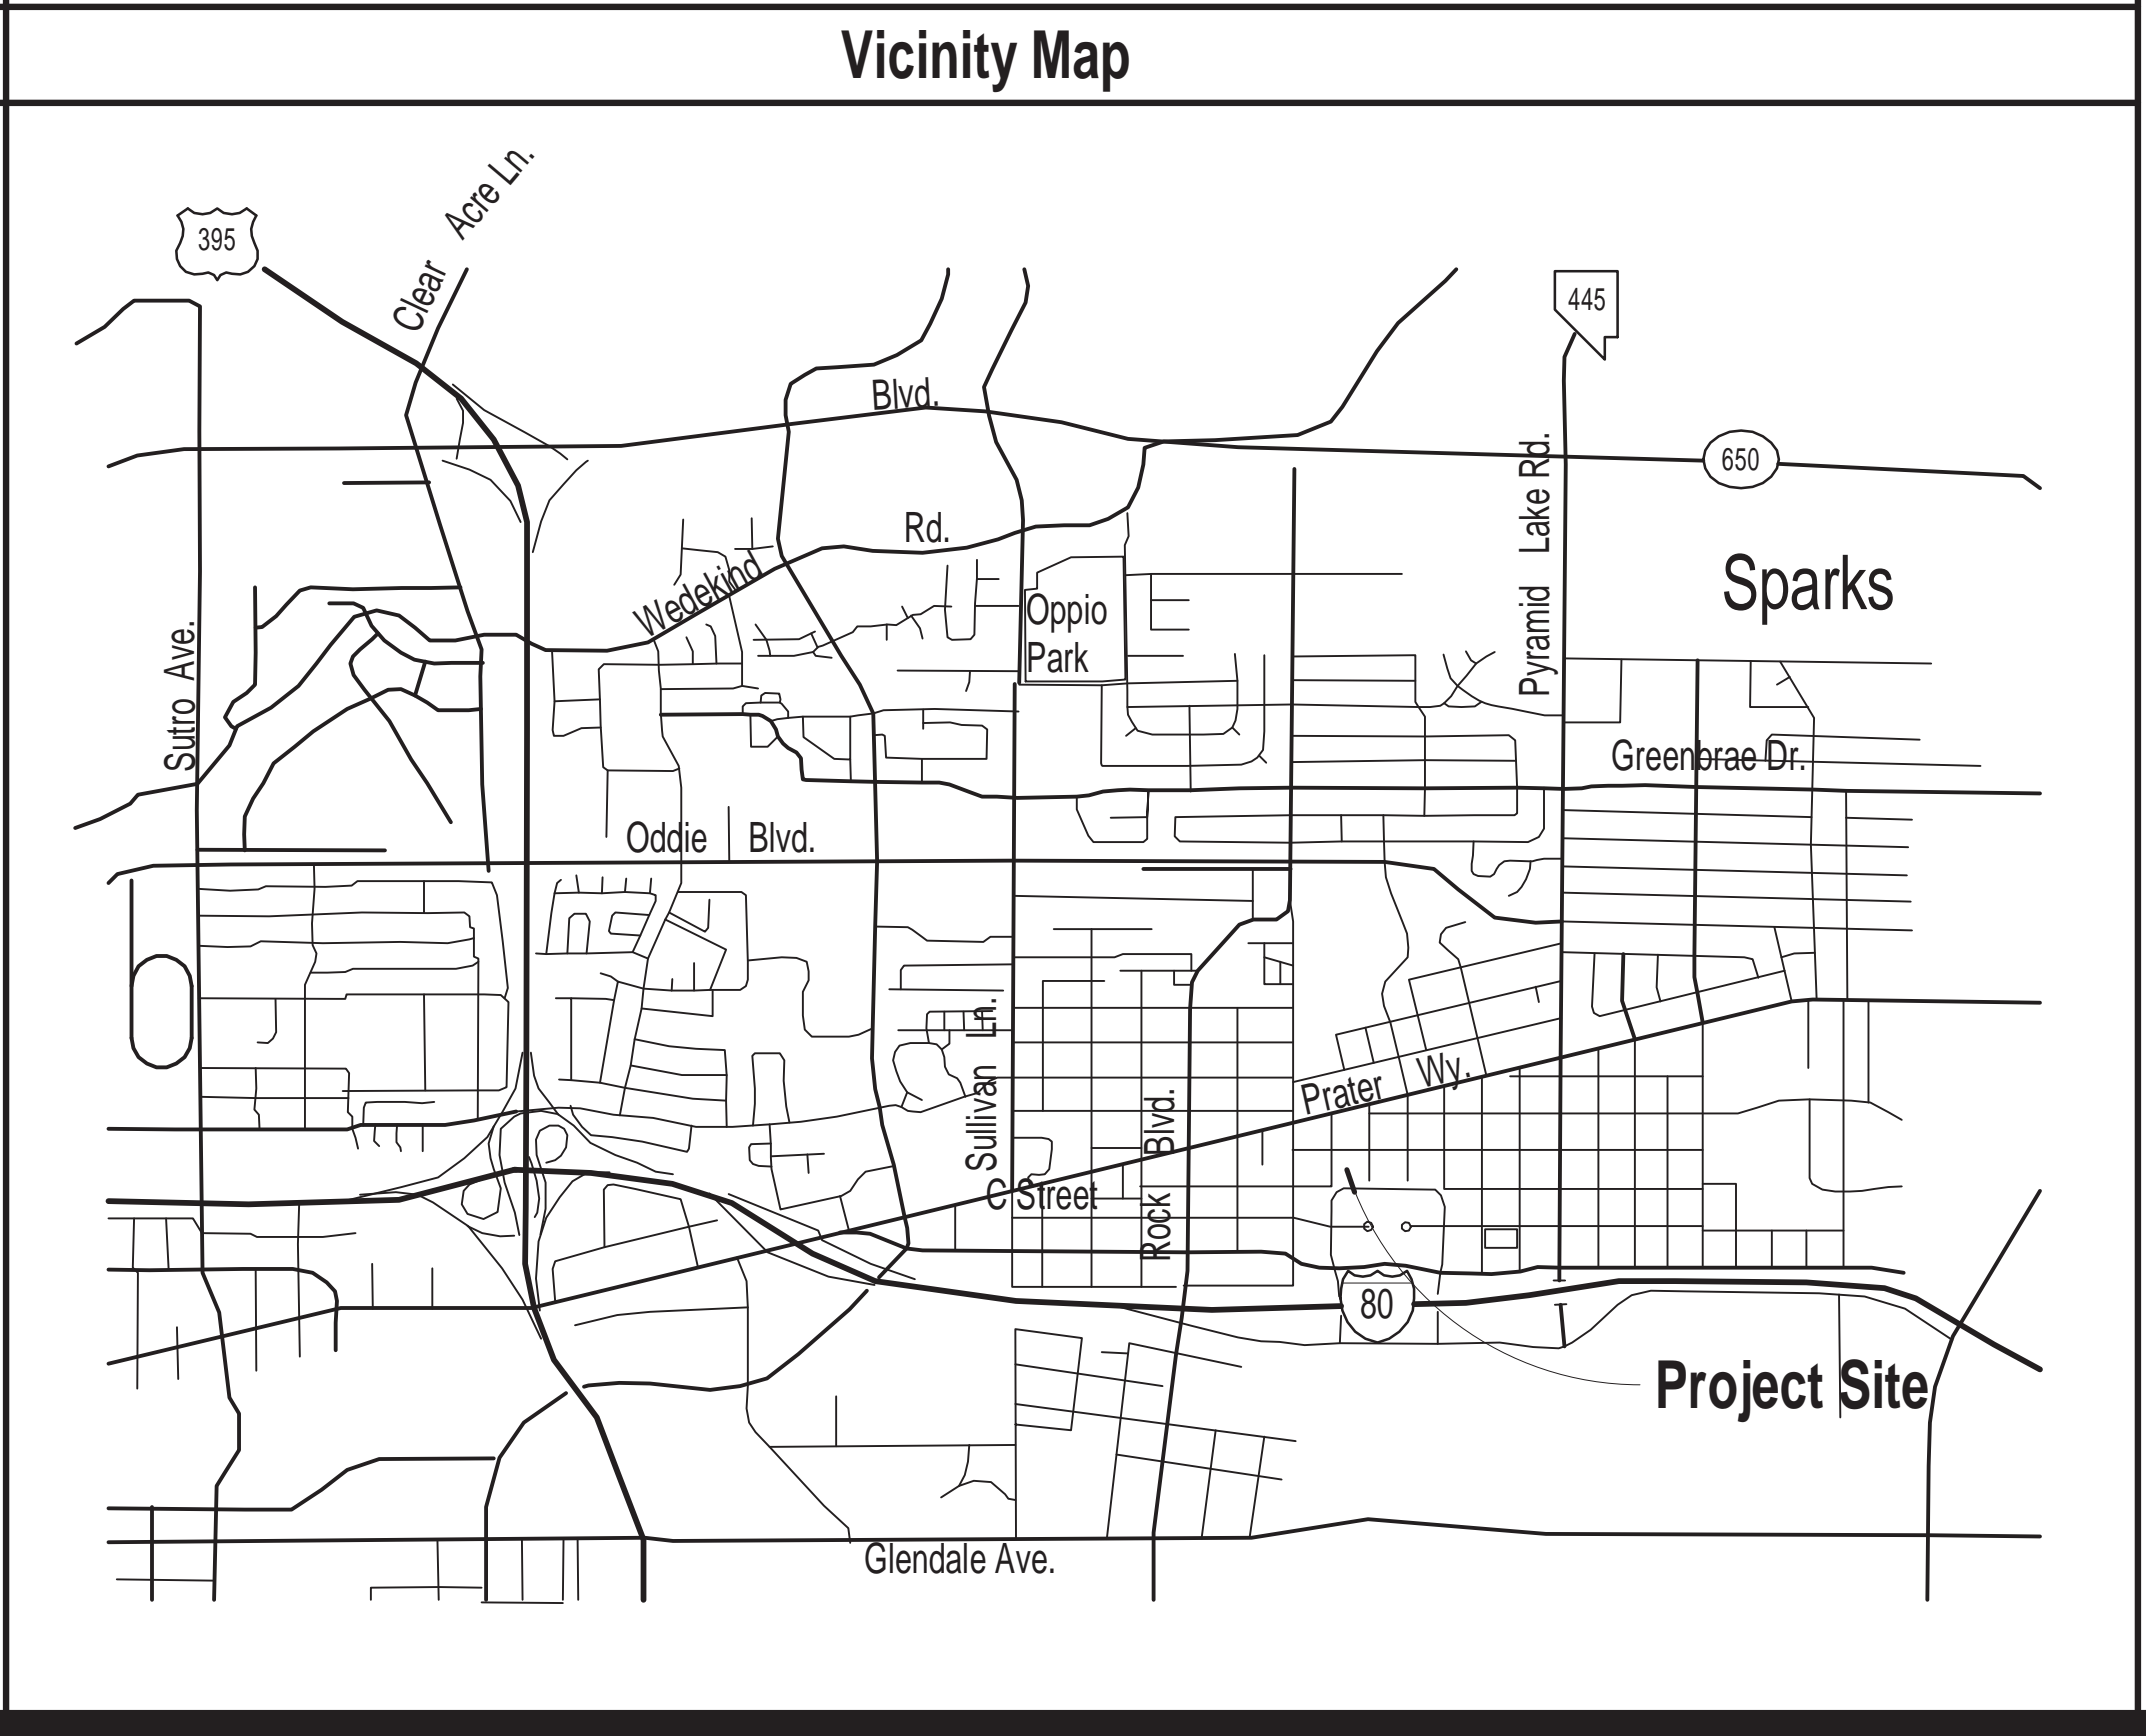 Vicinity Map
Clear Acre Ln.
395
445
Blvd.
650
Rd.
Wedekind
Oppio
Park
Pyramid Lake Rd.
Sparks
Sutro Ave.
Greenbrae Dr.
Oddie Blvd.
Sullivan Ln.
Prater Wy.
Rock Blvd.
C Street
80
Project Site
Glendale Ave.